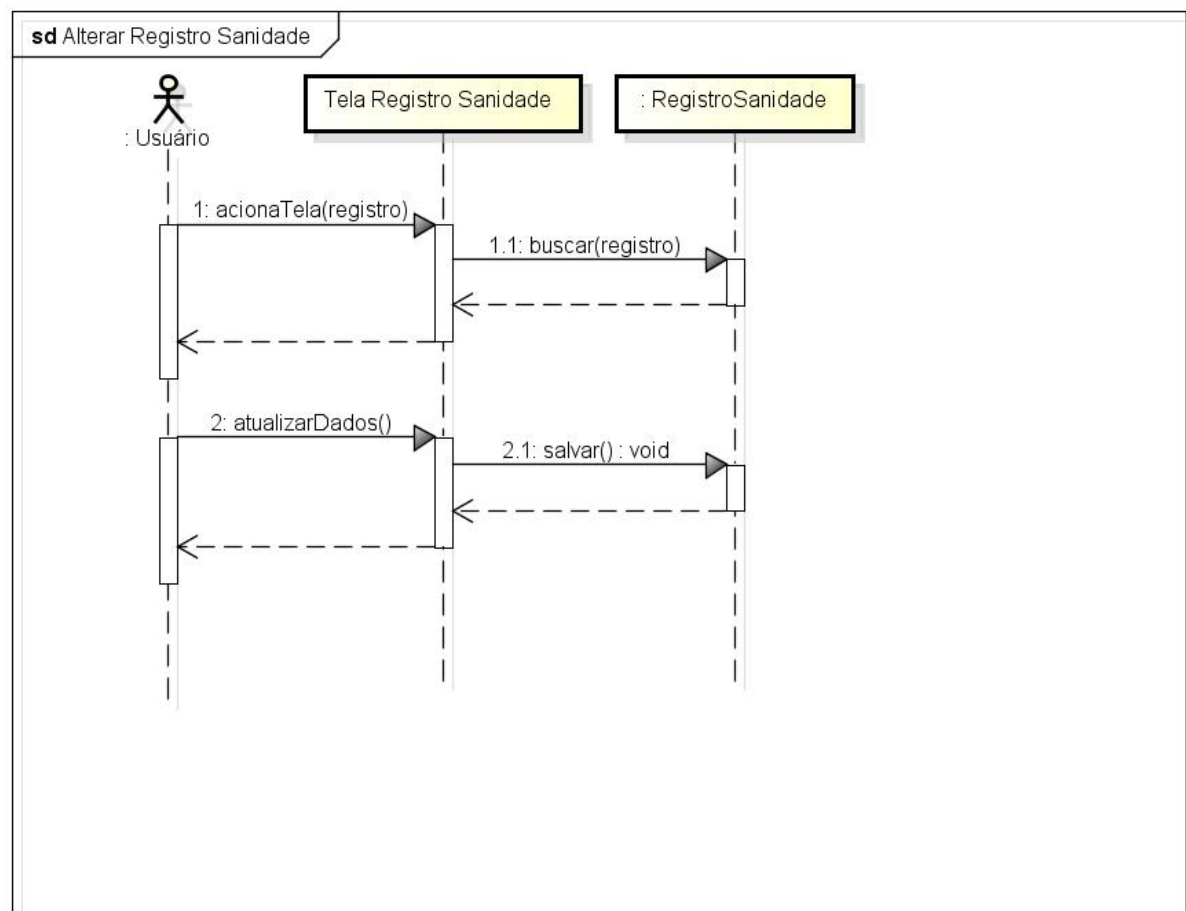 sd Alterar Registro Sanidade
: Usuário
Tela Registro Sanidade
: RegistroSanidade
1: acionaTela(registro)
1.1: buscar(registro)
2: atualizarDados()
2.1: salvar() : void